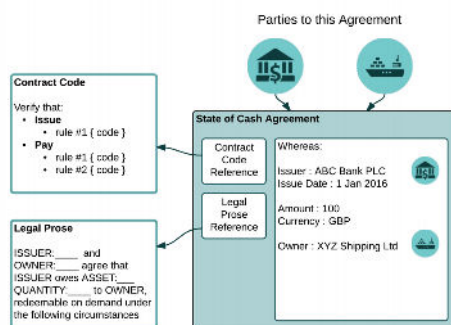 Parties to this Agreement
Contract Code
Verify that:
• Issue
• rule #1 { code }
• Pay
• rule #1 { code }
• rule #2 { code }
State of Cash Agreement
Contract
Code
Reference
Legal
Prose
Reference
Whereas:
Issuer : ABC Bank PLC
Issue Date : 1 Jan 2016
Amount : 100
Currency : GBP
Owner : XYZ Shipping Ltd
Legal Prose
ISSUER:____ and
OWNER:____ agree that
ISSUER owes ASSET:___
QUANTITY:____ to OWNER,
redeemable on demand under
the following circumstances